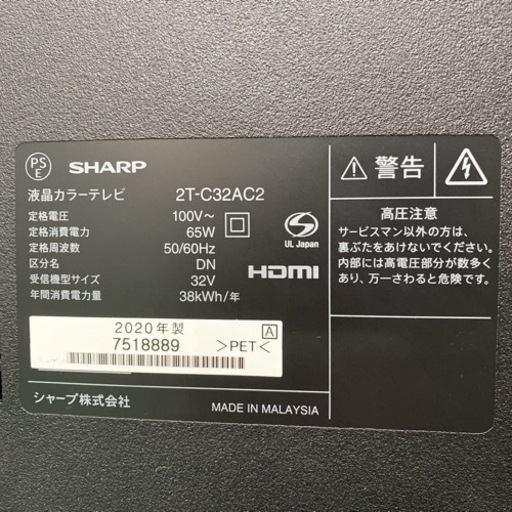 PS
E
SHARP
液晶カラーテレビ 2T-C32AC2
定格電圧 100V～
定格消費電力 65W
定格周波数 50/60Hz
区分名 DN
受信機型サイズ 32V
年間消費電力量 38kWh/年
S
UL Japan
HDMI
2020年製
7518889
A
>PET<
シャープ株式会社
MADE IN MALAYSIA
警告
高圧注意
サービスマン以外の方は、
裏ぶたをあけないでください。
内部には高電圧部分が数多く
あり、万一さわると危険です。